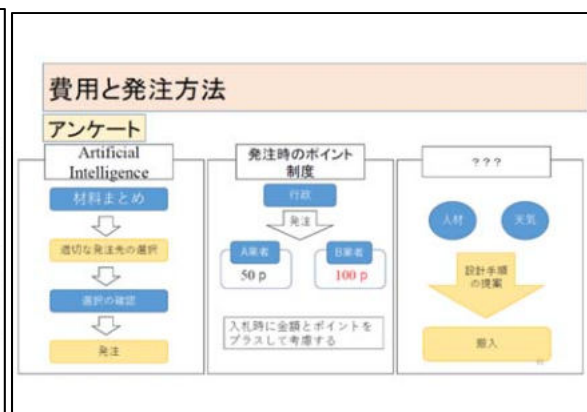 費用と発注方法
アンケート
Artificial
Intelligence
材料まとめ
適切な発注先の選択
選択の確認
発注
発注時のポイント
制度
行政
発注
A業者
50 p
B業者
100 p
入札時に金額とポイントを
プラスして考慮する
???
人材
天気
設計手順
の提案
搬入